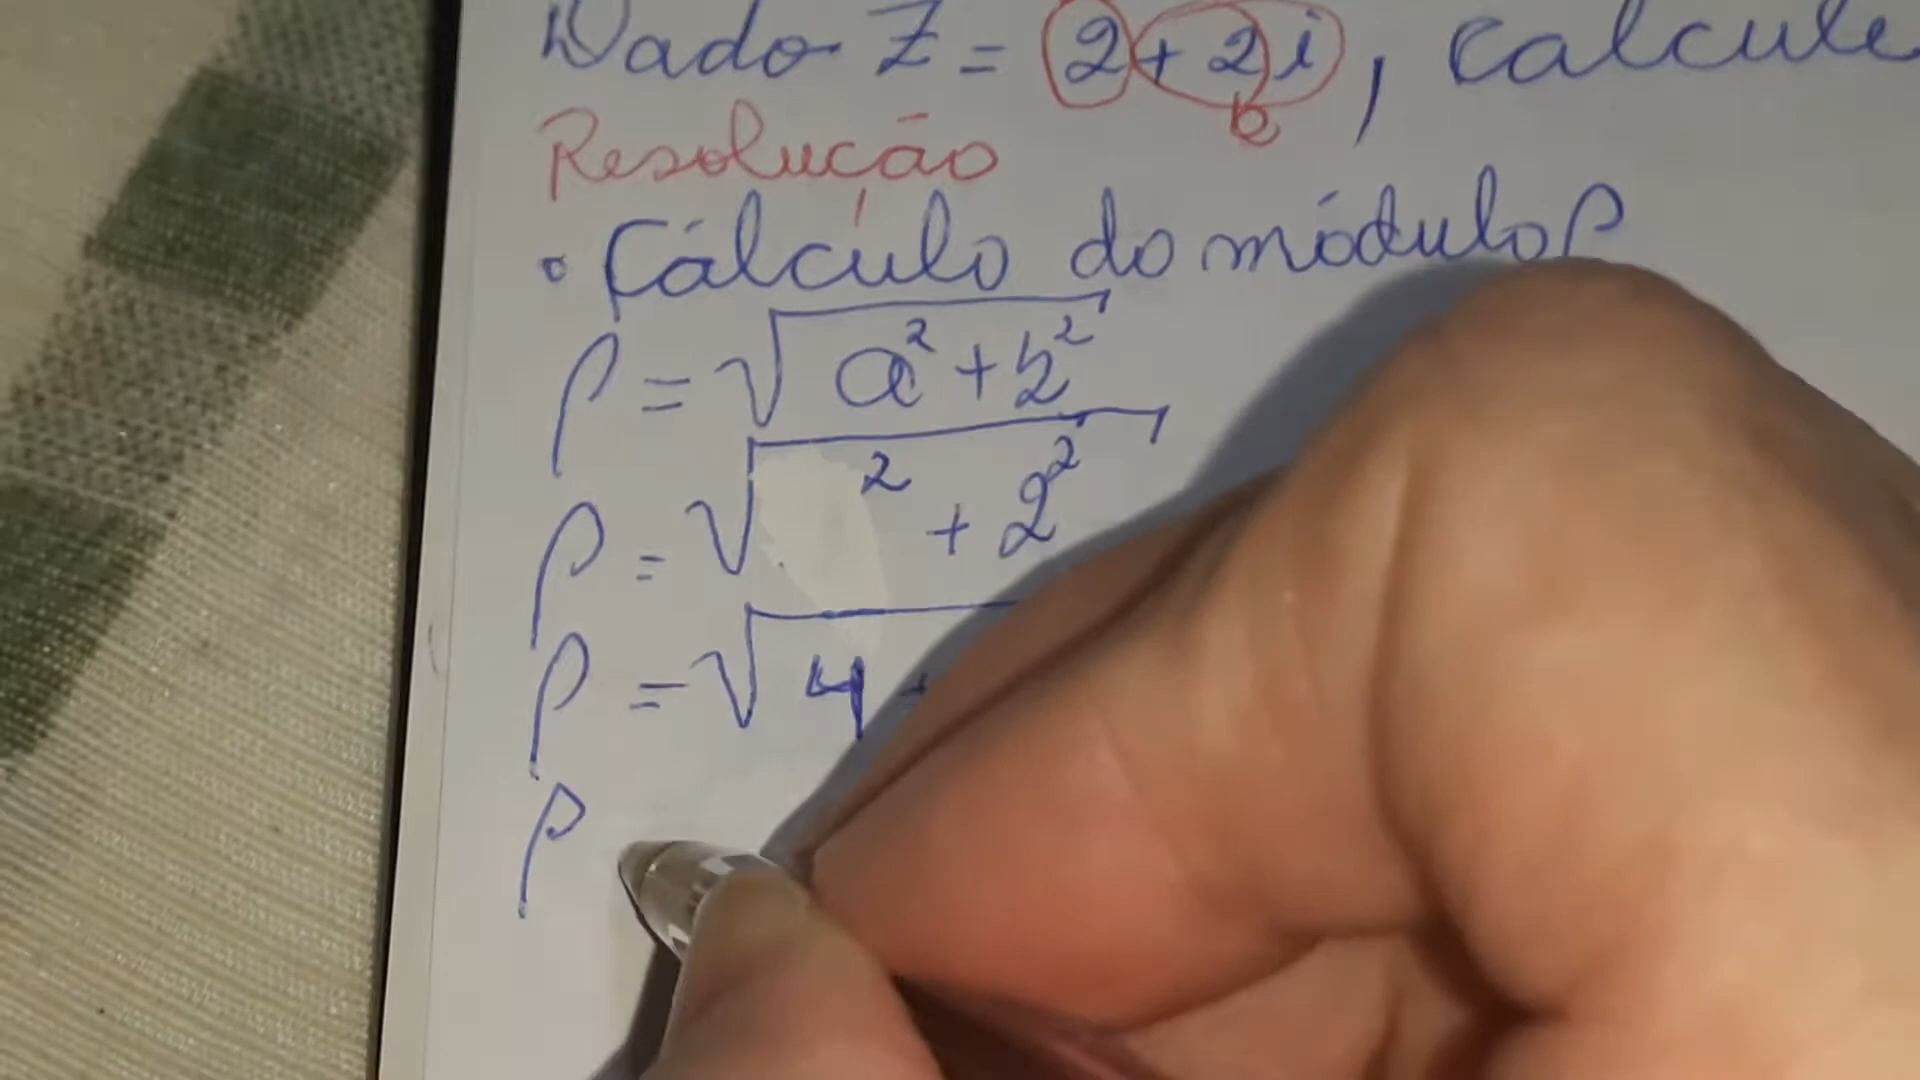 Dado Z = 2 + 2i, calcule
b
Resolução
• Cálculo do módulo ρ
ρ = √a² + b²
ρ = √ ² + 2²
ρ = √4 +
ρ